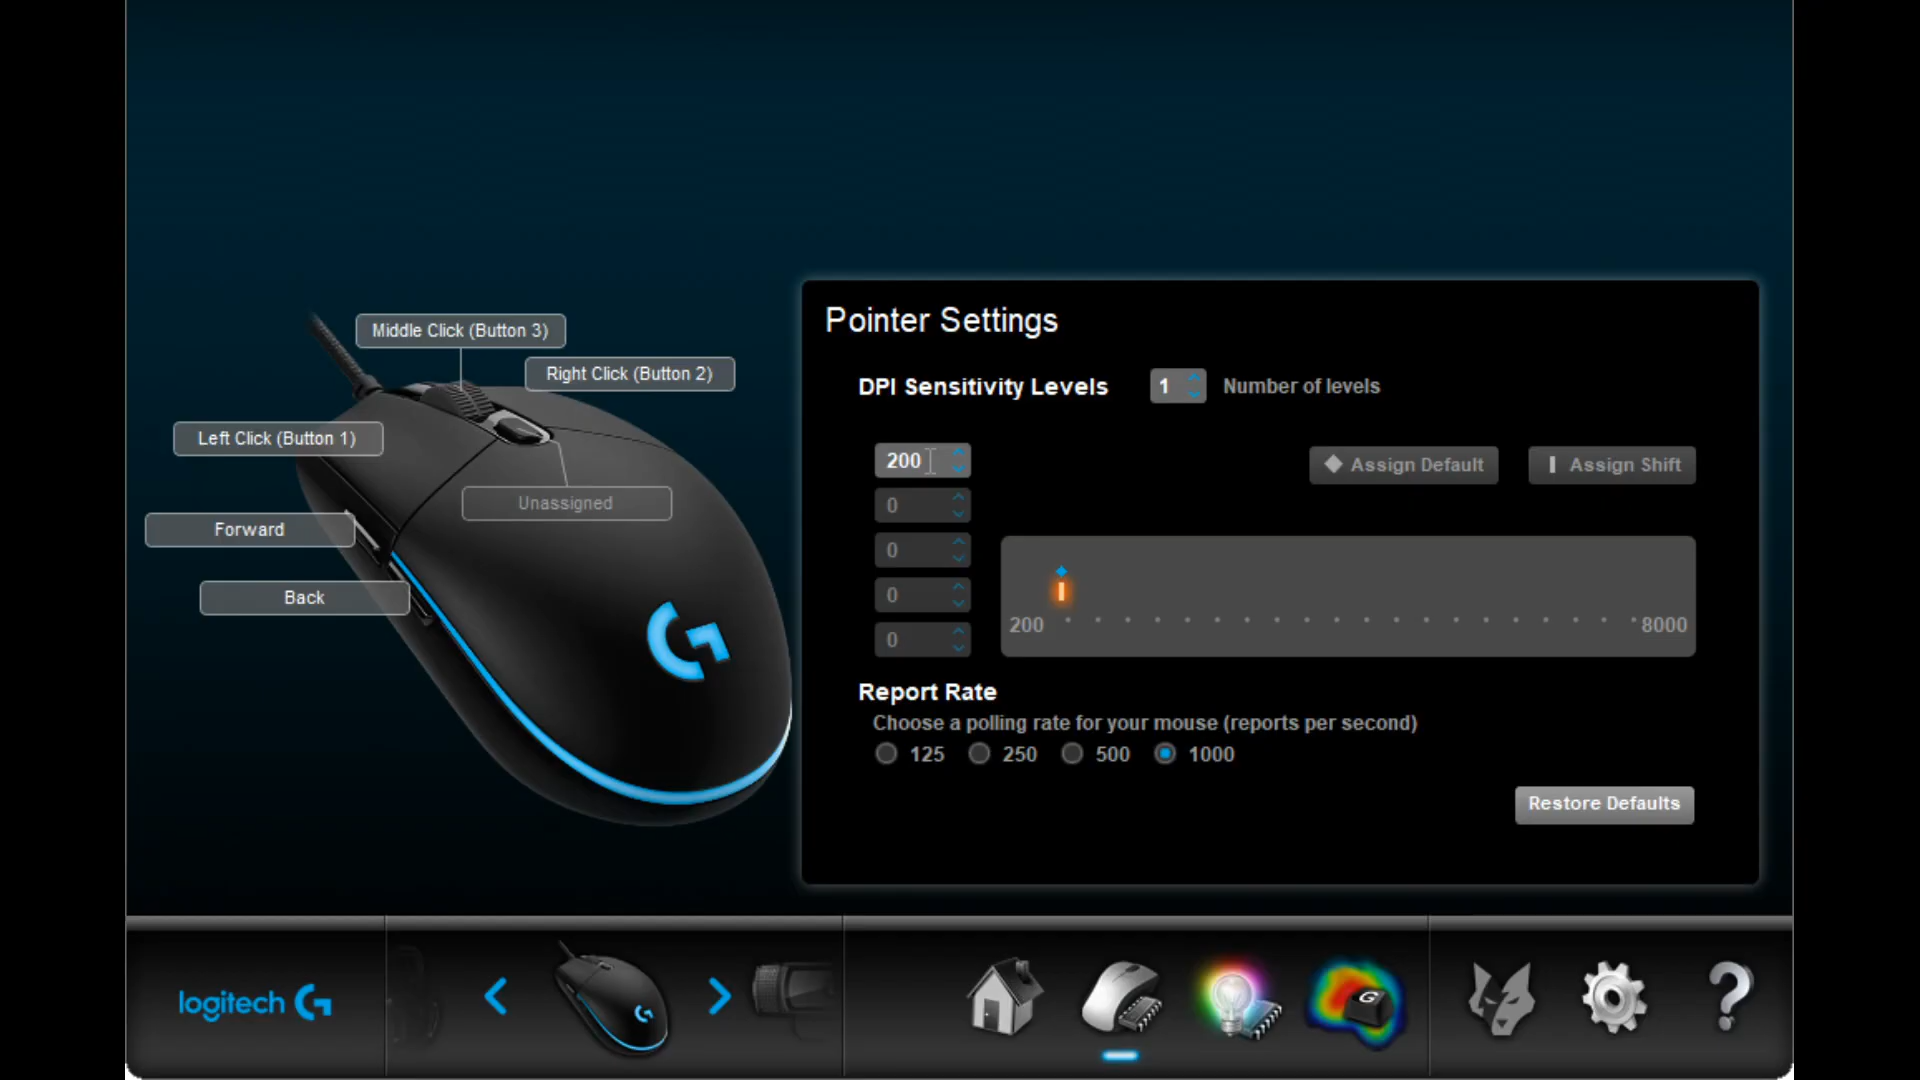 Middle Click (Button 3)
Right Click (Button 2)
Left Click (Button 1)
Unassigned
Forward
Back
Pointer Settings
DPI Sensitivity Levels
1
Number of levels
200
0
0
0
0
Assign Default
Assign Shift
200
8000
Report Rate
Choose a polling rate for your mouse (reports per second)
125
250
500
1000
Restore Defaults
logitech G
G
?